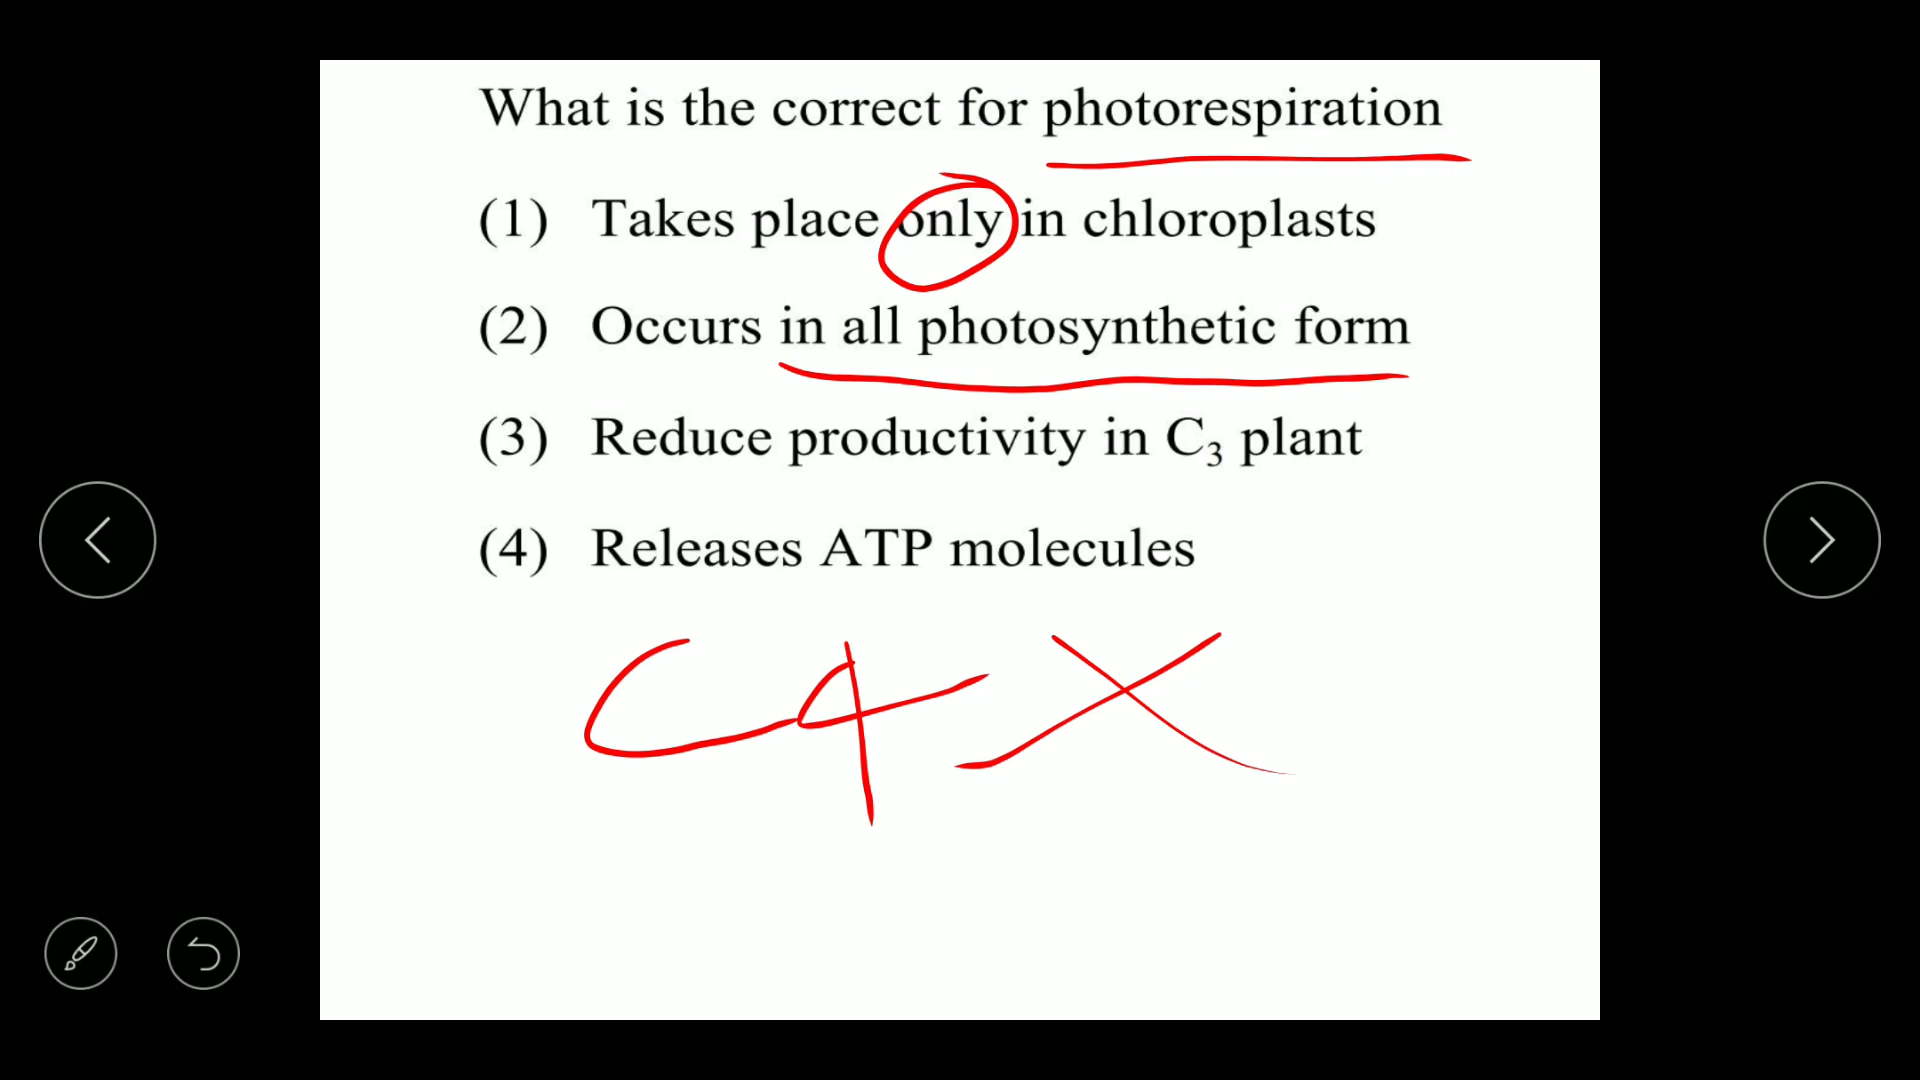 What is the correct for photorespiration
(1) Takes place only in chloroplasts
(2) Occurs in all photosynthetic form
(3) Reduce productivity in C₃ plant
(4) Releases ATP molecules
C4 X